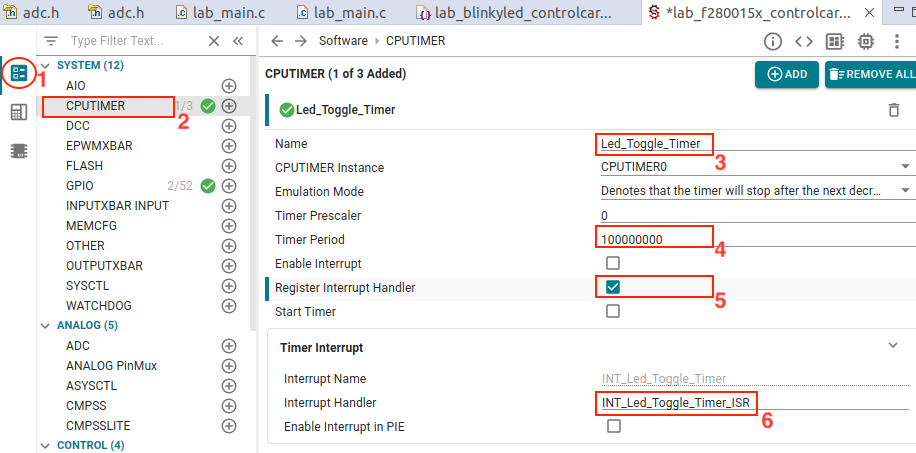 adc.h
adc.h
lab_main.c
lab_main.c
lab_blinkyled_controlcar...
*lab_f280015x_controlcar...
Type Filter Text...
Software
CPUTIMER
1
SYSTEM (12)
AIO
CPUTIMER
1/3
2
DCC
EPWMXBAR
FLASH
GPIO
2/52
INPUTXBAR INPUT
MEMCFG
OTHER
OUTPUTXBAR
SYSCTL
WATCHDOG
ANALOG (5)
ADC
ANALOG PinMux
ASYSCTL
CMPSS
CMPSSLITE
CONTROL (4)
CPUTIMER (1 of 3 Added)
ADD
REMOVE ALL
Led_Toggle_Timer
Name
Led_Toggle_Timer
3
CPUTIMER Instance
CPUTIMER0
Emulation Mode
Denotes that the timer will stop after the next decr...
Timer Prescaler
0
Timer Period
100000000
4
Enable Interrupt
Register Interrupt Handler
5
Start Timer
Timer Interrupt
Interrupt Name
INT_Led_Toggle_Timer
Interrupt Handler
INT_Led_Toggle_Timer_ISR
6
Enable Interrupt in PIE